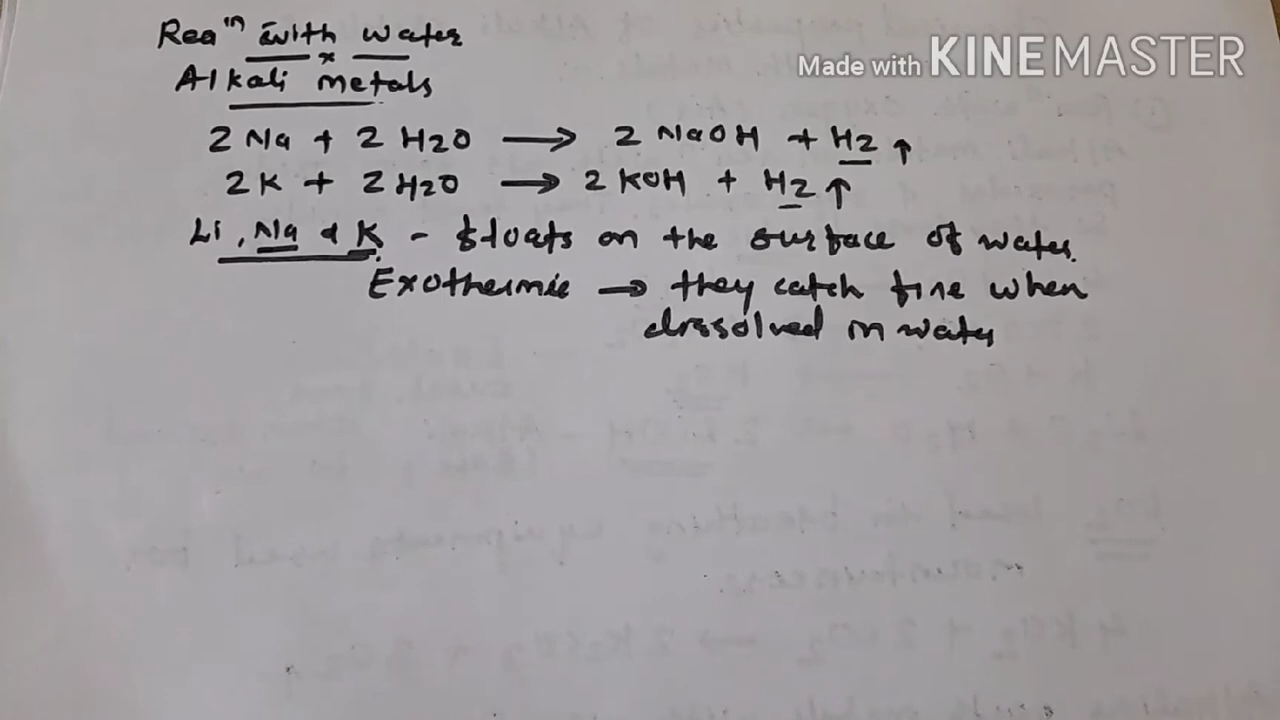 Reaⁿ with water
Made with KINEMASTER
Alkali metals
2 Na + 2 H2O → 2 NaOH + H2 ↑
2K + 2H2O → 2 KOH + H2 ↑
Li, Na & K - floats on the surface of water.
Exothermic → they catch fire when
dissolved in water